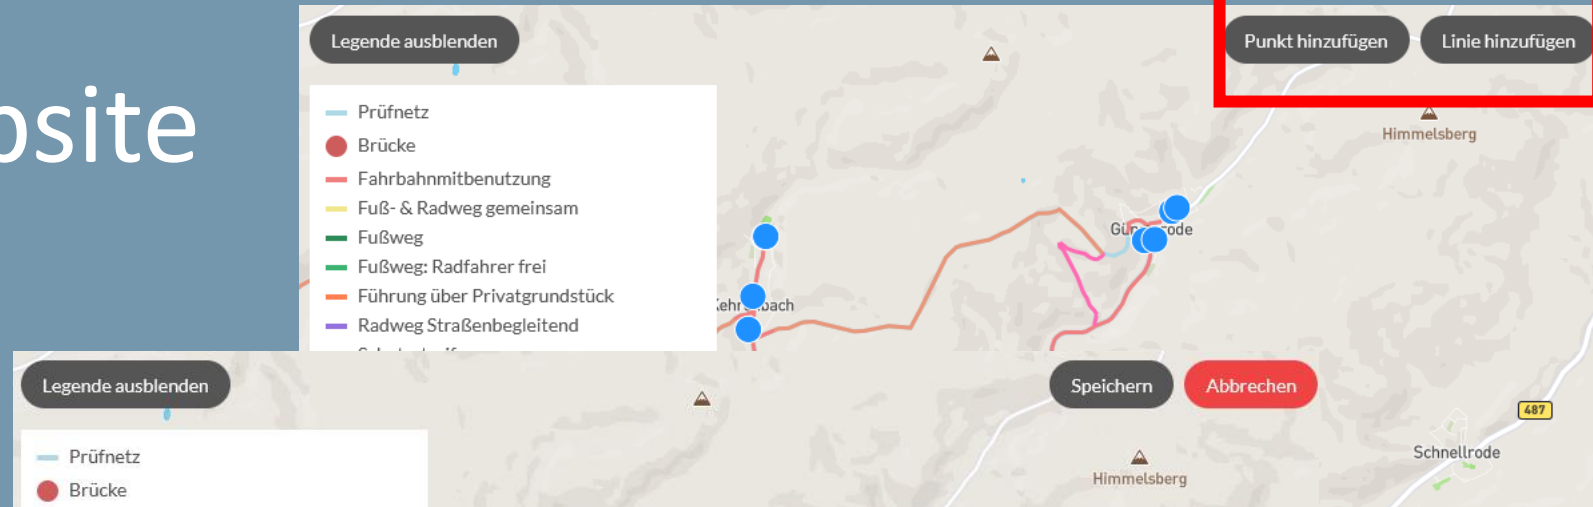 Legende ausblenden
Punkt hinzufügen
Linie hinzufügen
Prüfnetz
Brücke
Fahrbahnmitbenutzung
Fuß- & Radweg gemeinsam
Fußweg
Fußweg: Radfahrer frei
Führung über Privatgrundstück
Radweg Straßenbegleitend
Himmelsberg
Legende ausblenden
Speichern
Abbrechen
487
Schnellrode
Himmelsberg
Prüfnetz
Brücke